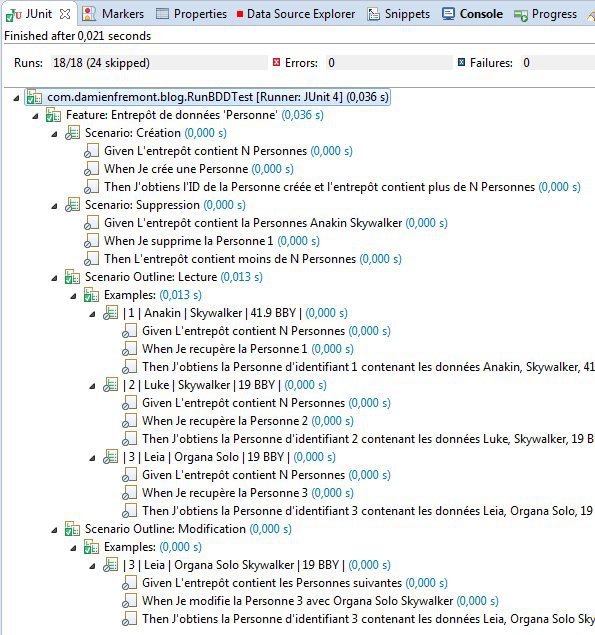 JUnit Markers Properties Data Source Explorer Snippets Console Progress
Finished after 0,021 seconds
Runs: 18/18 (24 skipped) Errors: 0 Failures: 0
com.damienfremont.blog.RunBDDTest [Runner: JUnit 4] (0,036 s)
Feature: Entrepôt de données 'Personne' (0,036 s)
Scenario: Création (0,000 s)
Given L'entrepôt contient N Personnes (0,000 s)
When Je crée une Personne (0,000 s)
Then J'obtiens l'ID de la Personne créée et l'entrepôt contient plus de N Personnes (0,000 s)
Scenario: Suppression (0,000 s)
Given L'entrepôt contient la Personnes Anakin Skywalker (0,000 s)
When Je supprime la Personne 1 (0,000 s)
Then L'entrepôt contient moins de N Personnes (0,000 s)
Scenario Outline: Lecture (0,013 s)
Examples: (0,013 s)
| 1 | Anakin | Skywalker | 41.9 BBY | (0,000 s)
Given L'entrepôt contient N Personnes (0,000 s)
When Je recupère la Personne 1 (0,000 s)
Then J'obtiens la Personne d'identifiant 1 contenant les données Anakin, Skywalker, 41
| 2 | Luke | Skywalker | 19 BBY | (0,000 s)
Given L'entrepôt contient N Personnes (0,000 s)
When Je recupère la Personne 2 (0,000 s)
Then J'obtiens la Personne d'identifiant 2 contenant les données Luke, Skywalker, 19 B
| 3 | Leia | Organa Solo | 19 BBY | (0,000 s)
Given L'entrepôt contient N Personnes (0,000 s)
When Je recupère la Personne 3 (0,000 s)
Then J'obtiens la Personne d'identifiant 3 contenant les données Leia, Organa Solo, 19
Scenario Outline: Modification (0,000 s)
Examples: (0,000 s)
| 3 | Leia | Organa Solo Skywalker | 19 BBY | (0,000 s)
Given L'entrepôt contient les Personnes suivantes (0,000 s)
When Je modifie la Personne 3 avec Organa Solo Skywalker (0,000 s)
Then J'obtiens la Personne d'identifiant 3 contenant les données Leia, Organa Solo Sky